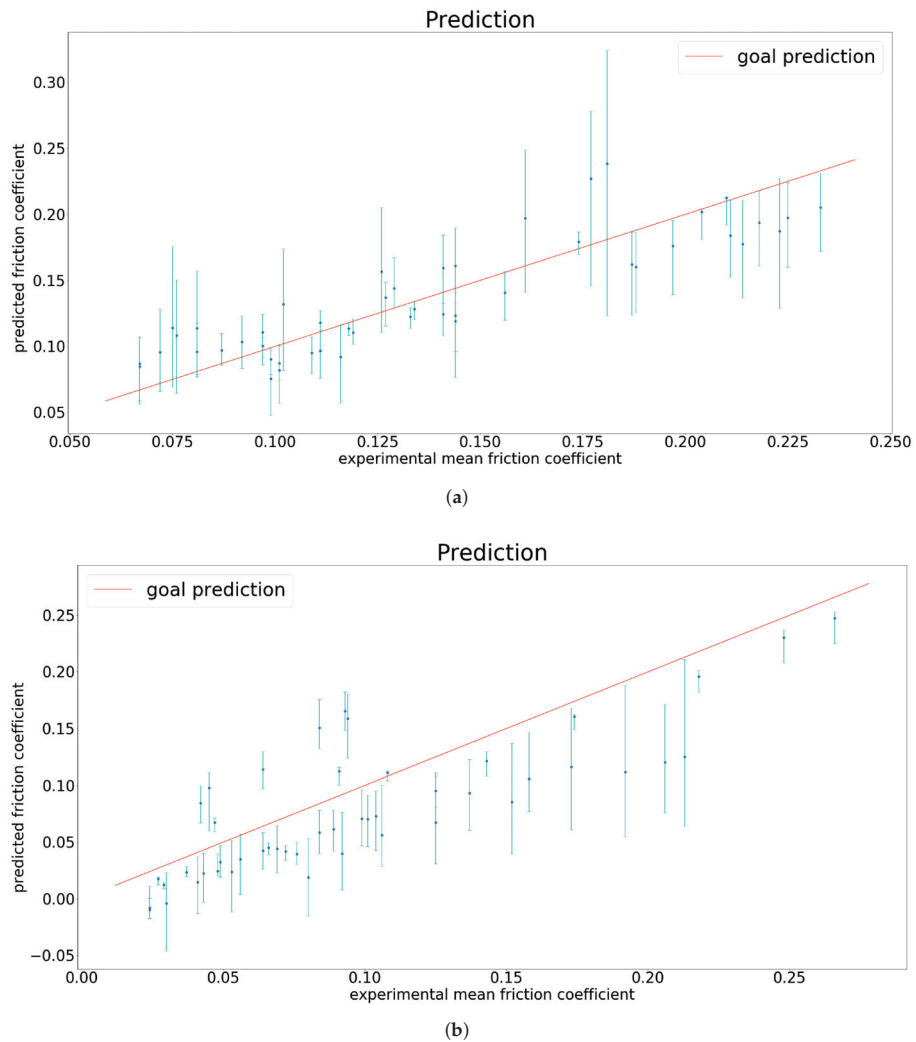 Prediction
goal prediction
0.30
0.25
0.20
0.15
0.10
0.05
predicted friction coefficient
0.050 0.075 0.100 0.125 0.150 0.175 0.200 0.225 0.250
experimental mean friction coefficient
(a)
Prediction
goal prediction
0.25
0.20
0.15
0.10
0.05
0.00
−0.05
predicted friction coefficient
0.00 0.05 0.10 0.15 0.20 0.25
experimental mean friction coefficient
(b)